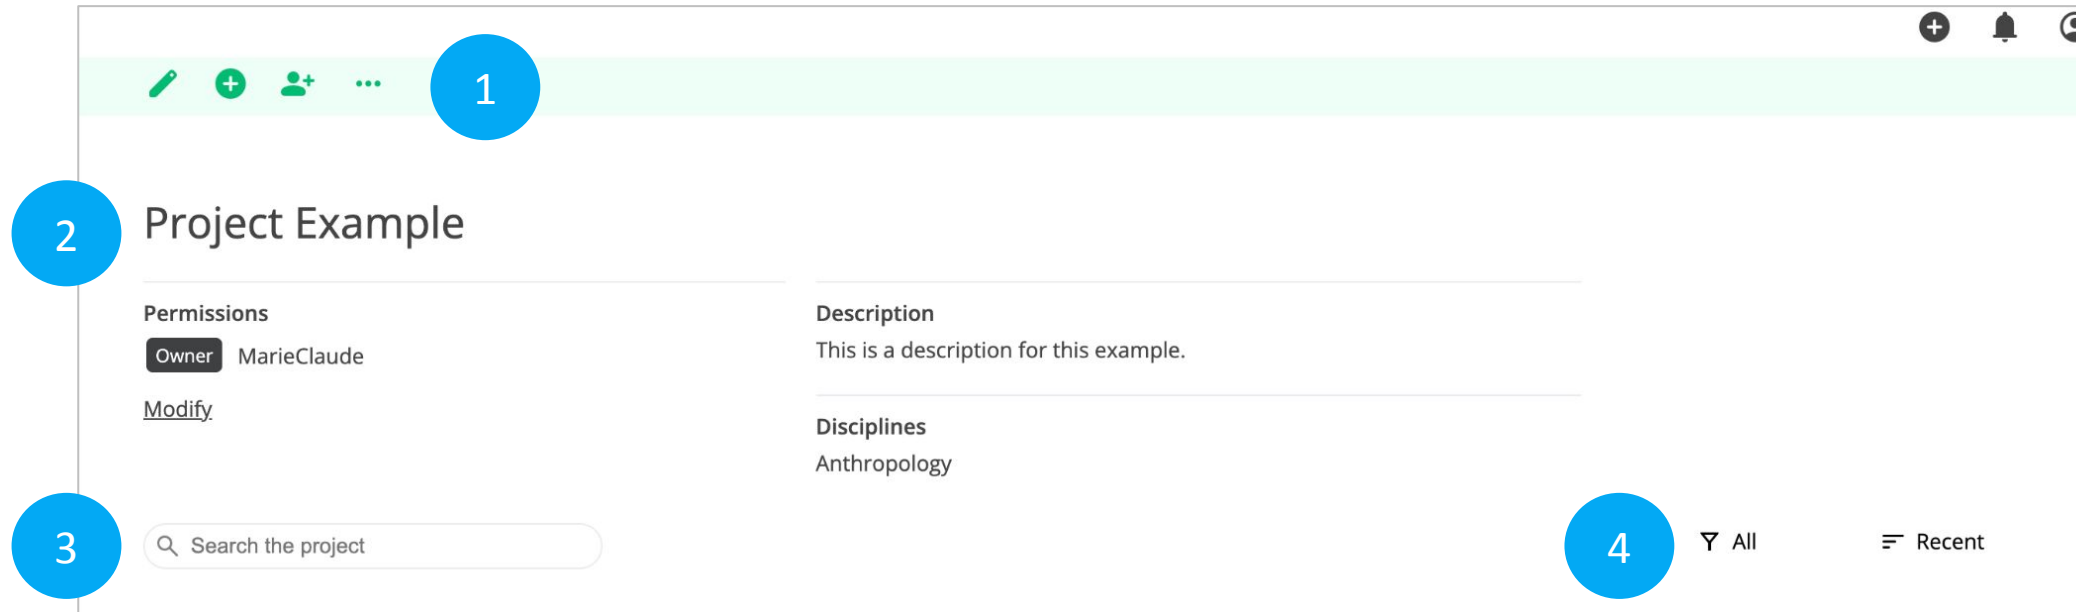 1
2
Project Example
Permissions
Owner MarieClaude
Modify
Description
This is a description for this example.
Disciplines
Anthropology
3
Search the project
4
All
Recent